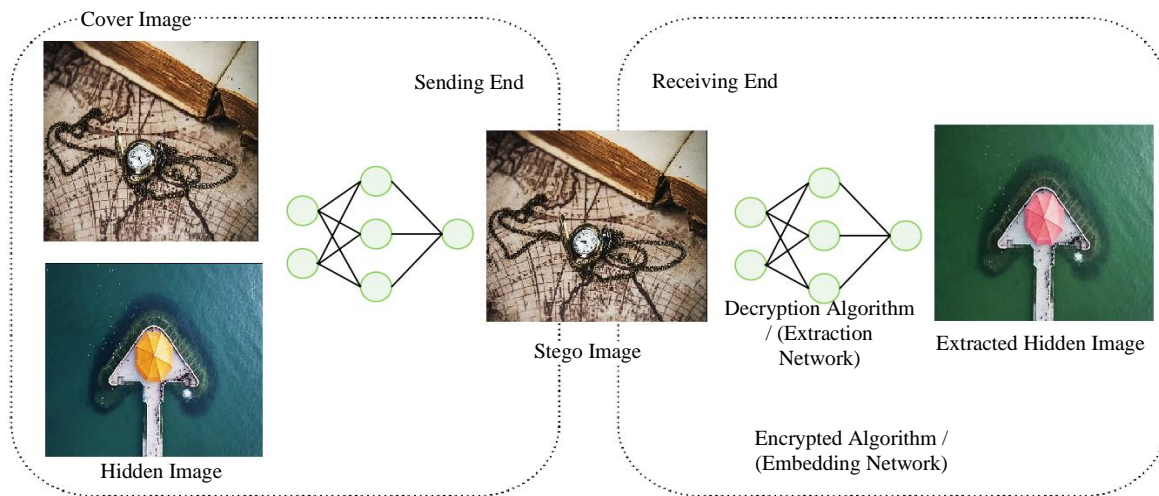 Cover Image
Sending End
Receiving End
Stego Image
Decryption Algorithm
/ (Extraction
Network)
Extracted Hidden Image
Hidden Image
Encrypted Algorithm /
(Embedding Network)